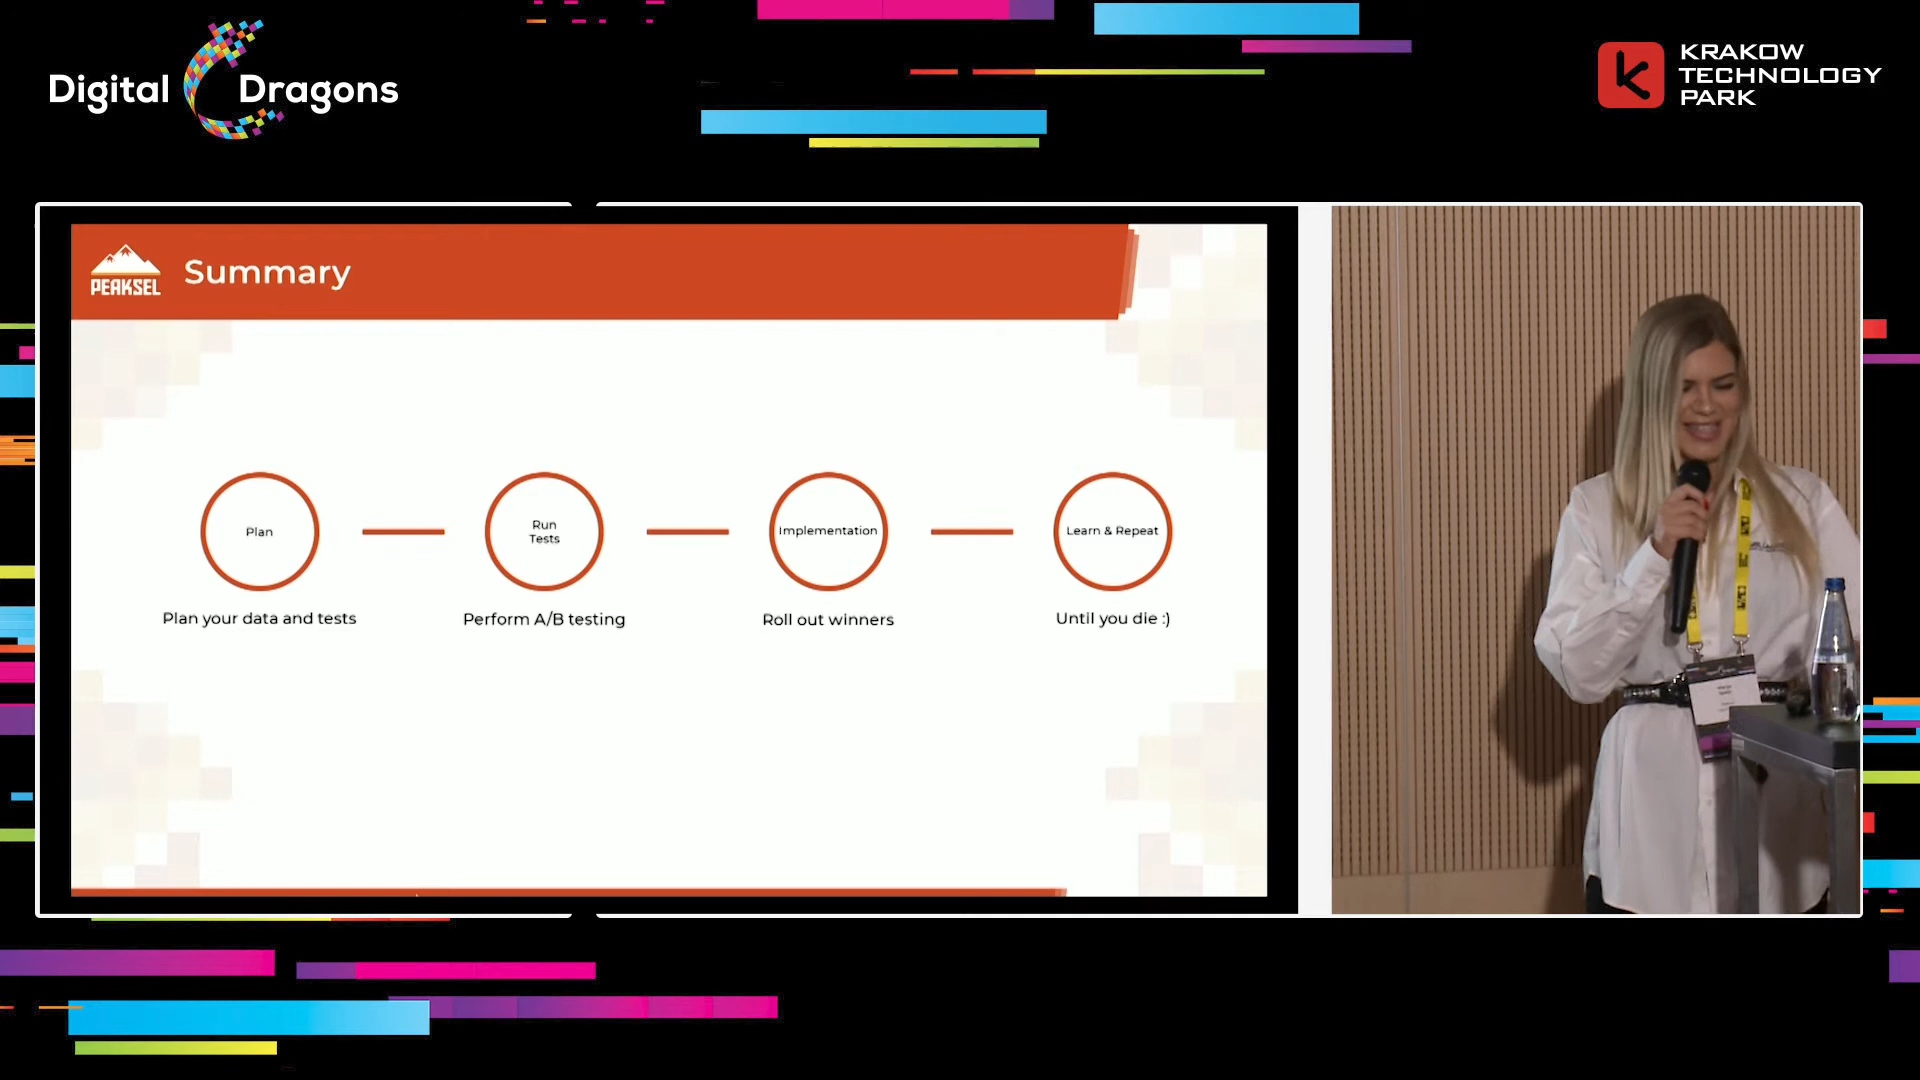 Digital Dragons
KRAKOW
TECHNOLOGY
PARK
PEAKSEL
Summary
Plan
Run
Tests
Implementation
Learn & Repeat
Plan your data and tests
Perform A/B testing
Roll out winners
Until you die :)